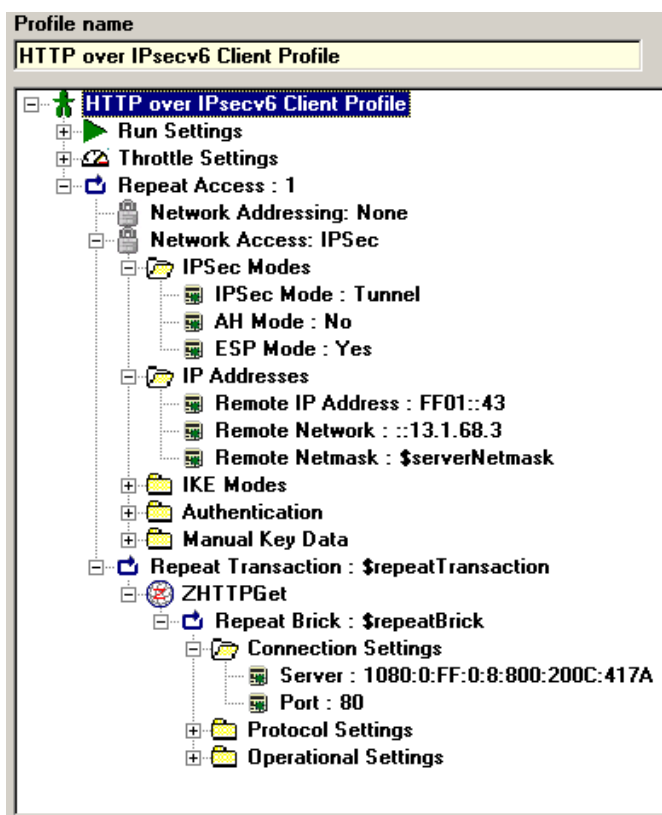 Profile name
HTTP over IPsecv6 Client Profile
HTTP over IPsecv6 Client Profile
Run Settings
Throttle Settings
Repeat Access : 1
Network Addressing: None
Network Access: IPSec
IPSec Modes
IPSec Mode : Tunnel
AH Mode : No
ESP Mode : Yes
IP Addresses
Remote IP Address : FF01::43
Remote Network : ::13.1.68.3
Remote Netmask : $serverNetmask
IKE Modes
Authentication
Manual Key Data
Repeat Transaction : $repeatTransaction
ZHTTPGet
Repeat Brick : $repeatBrick
Connection Settings
Server : 1080:0:FF:0:8:800:200C:417A
Port : 80
Protocol Settings
Operational Settings